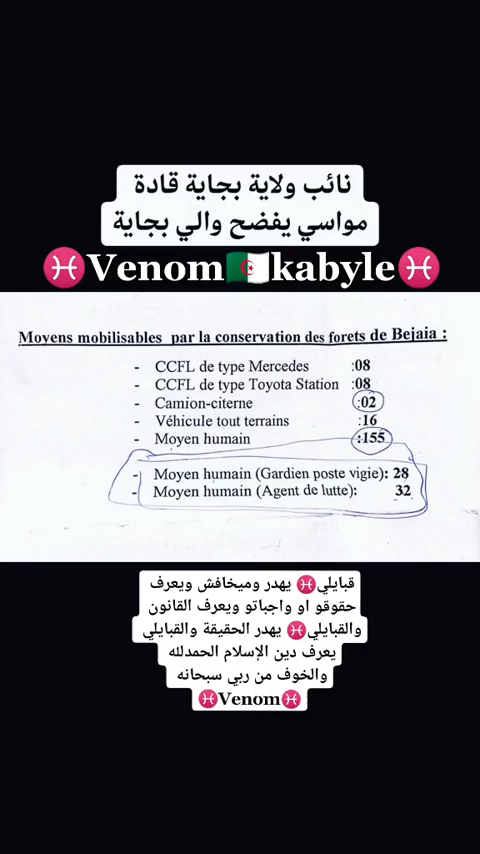 نائب ولاية بجاية قادة
مواسي يفضح والي بجاية
♓Venom🇩🇿kabyle♓
Moyens mobilisables par la conservation des forets de Bejaia :
- CCFL de type Mercedes :08
- CCFL de type Toyota Station :08
- Camion-citerne :02
- Véhicule tout terrains :16
- Moyen humain :155
- Moyen humain (Gardien poste vigie): 28
- Moyen humain (Agent de lutte): 32
قبايلي♓ يهدر وميخافش ويعرف
حقوقو او واجباتو ويعرف القانون
والقبايلي♓ يهدر الحقيقة والقبايلي
يعرف دين الإسلام الحمدلله
والخوف من ربي سبحانه
♓Venom♓